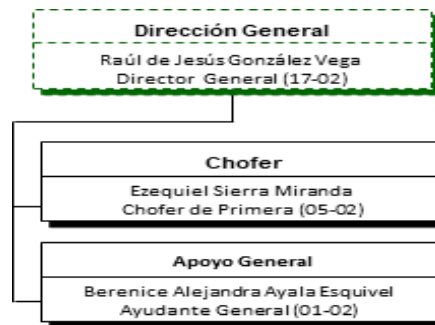 Dirección General
Raúl de Jesús González Vega
Director General (17-02)
Chofer
Ezequiel Sierra Miranda
Chofer de Primera (05-02)
Apoyo General
Berenice Alejandra Ayala Esquivel
Ayudante General (01-02)